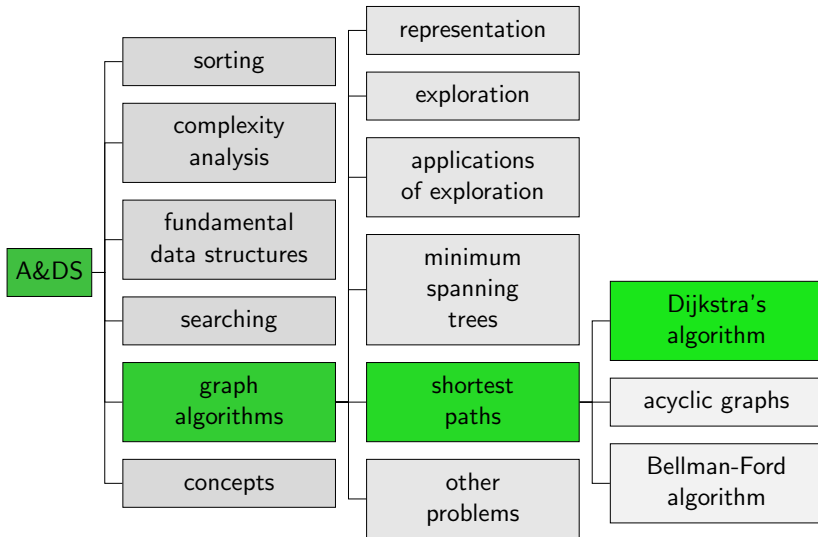 A&DS
sorting
complexity
analysis
fundamental
data structures
searching
graph
algorithms
concepts
representation
exploration
applications
of exploration
minimum
spanning
trees
shortest
paths
other
problems
Dijkstra's
algorithm
acyclic graphs
Bellman-Ford
algorithm